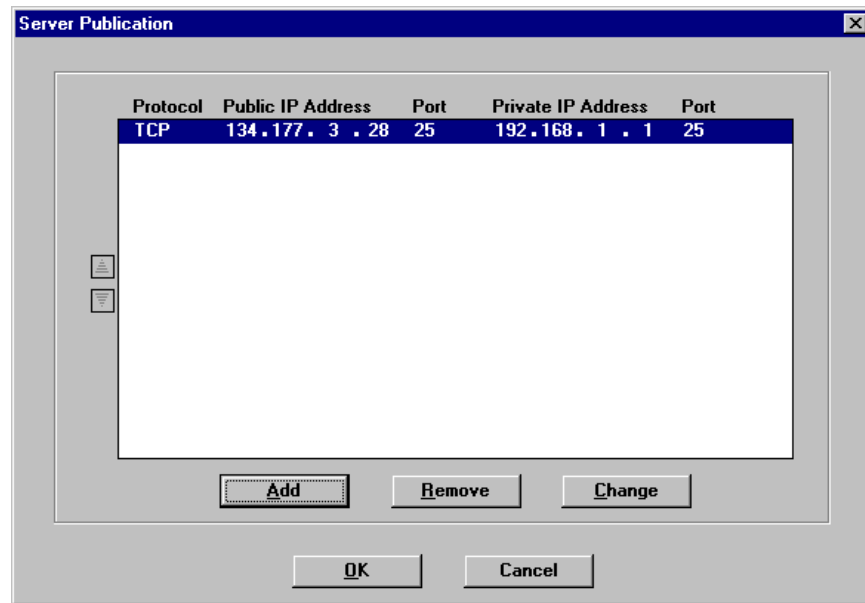 Server Publication
Protocol Public IP Address Port Private IP Address Port
TCP 134.177. 3 . 28 25 192.168. 1 . 1 25
Add Remove Change
OK Cancel